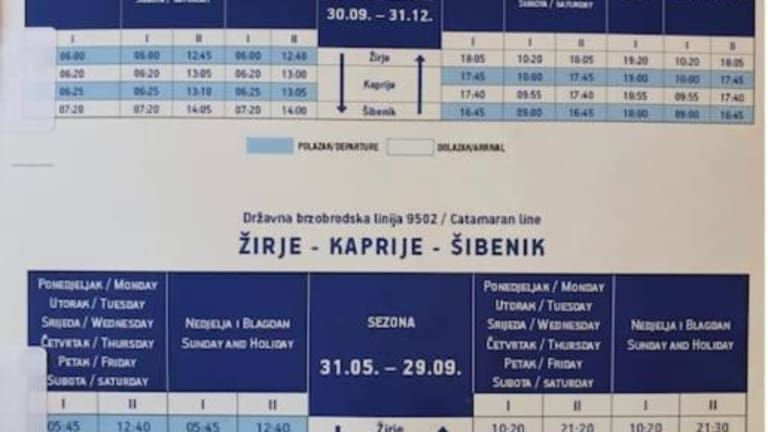 SUBOTA / SATURDAY
30.09. – 31.12.
SUBOTA / SATURDAY
I I II I II I I II I II
06:00 06:00 12:45 06:00 12:40 Žirje 18:05 10:20 18:05 19:20 10:20 18:05
06:20 06:20 13:05 06:20 13:00 Kaprije 17:45 10:00 17:45 19:00 10:00 17:45
06:25 06:25 13:10 06:25 13:05 17:40 09:55 17:40 18:55 09:55 17:40
07:20 07:20 14:05 07:20 14:00 Šibenik 16:45 09:00 16:45 18:00 09:00 16:45
POLAZAK/DEPARTURE DOLAZAK/ARRIVAL
Državna brzobrodska linija 9502 / Catamaran line
ŽIRJE - KAPRIJE - ŠIBENIK
PONEDJELJAK / MONDAY
UTORAK / TUESDAY
SRIJEDA / WEDNESDAY
ČETVRTAK / THURSDAY
PETAK / FRIDAY
SUBOTA / SATURDAY
NEDJELJA I BLAGDAN
SUNDAY AND HOLIDAY
SEZONA
31.05. – 29.09.
PONEDJELJAK / MONDAY
UTORAK / TUESDAY
SRIJEDA / WEDNESDAY
ČETVRTAK / THURSDAY
PETAK / FRIDAY
SUBOTA / SATURDAY
NEDJELJA I BLAGDAN
SUNDAY AND HOLIDAY
I II I II I II I II
05:45 12:40 05:45 12:40 Žirje 10:20 21:20 10:20 21:30